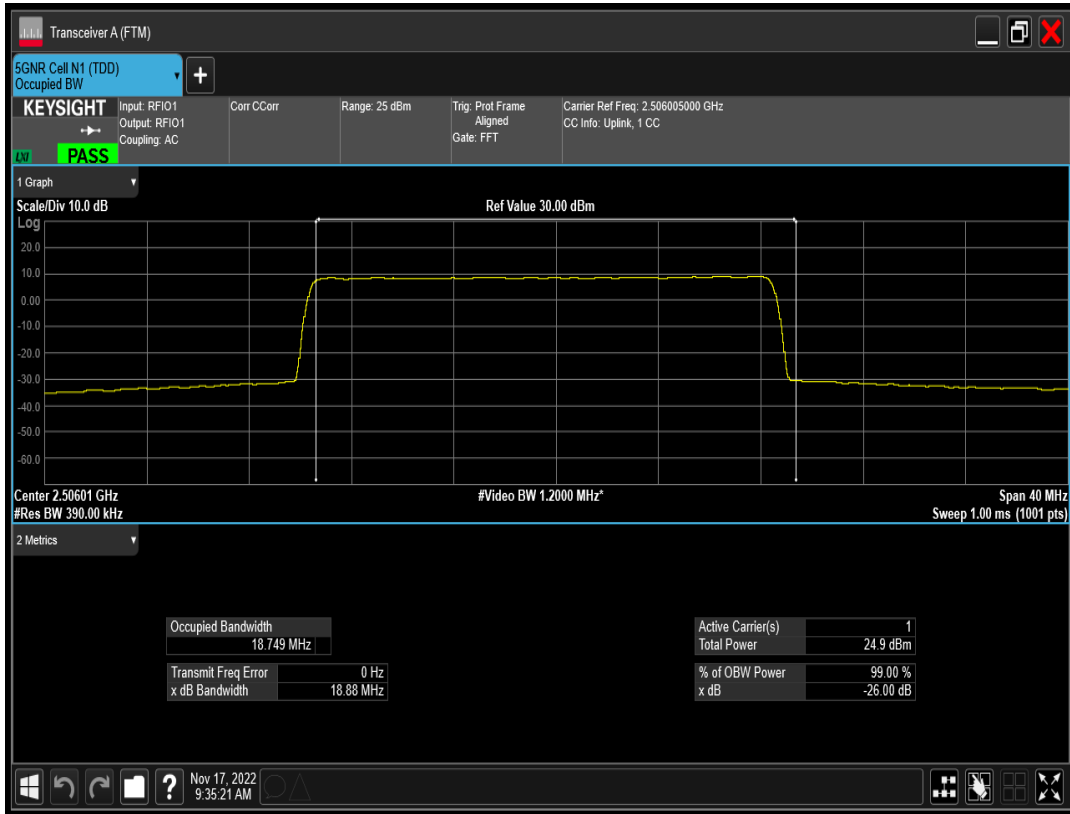 Transceiver A (FTM)
5GNR Cell N1 (TDD)
Occupied BW
+
KEYSIGHT
LXI
PASS
Input: RFIO1
Output: RFIO1
Coupling: AC
Corr CCorr
Range: 25 dBm
Trig: Prot Frame
Aligned
Gate: FFT
Carrier Ref Freq: 2.506005000 GHz
CC Info: Uplink, 1 CC
1 Graph
Scale/Div 10.0 dB
Ref Value 30.00 dBm
Log
20.0
10.0
0.00
-10.0
-20.0
-30.0
-40.0
-50.0
-60.0
Center 2.50601 GHz
#Video BW 1.2000 MHz*
Span 40 MHz
#Res BW 390.00 kHz
Sweep 1.00 ms (1001 pts)
2 Metrics
Occupied Bandwidth
18.749 MHz
Transmit Freq Error 0 Hz
x dB Bandwidth 18.88 MHz
Active Carrier(s) 1
Total Power 24.9 dBm
% of OBW Power 99.00 %
x dB -26.00 dB
?
Nov 17, 2022
9:35:21 AM